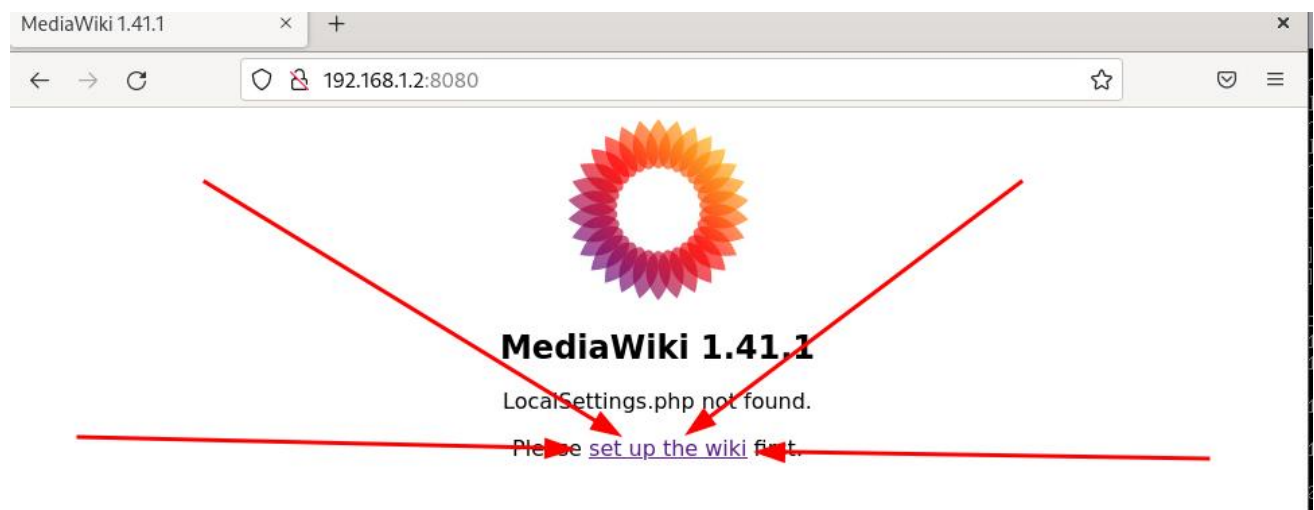 MediaWiki 1.41.1
192.168.1.2:8080
MediaWiki 1.41.1
LocalSettings.php not found.
Please set up the wiki first.